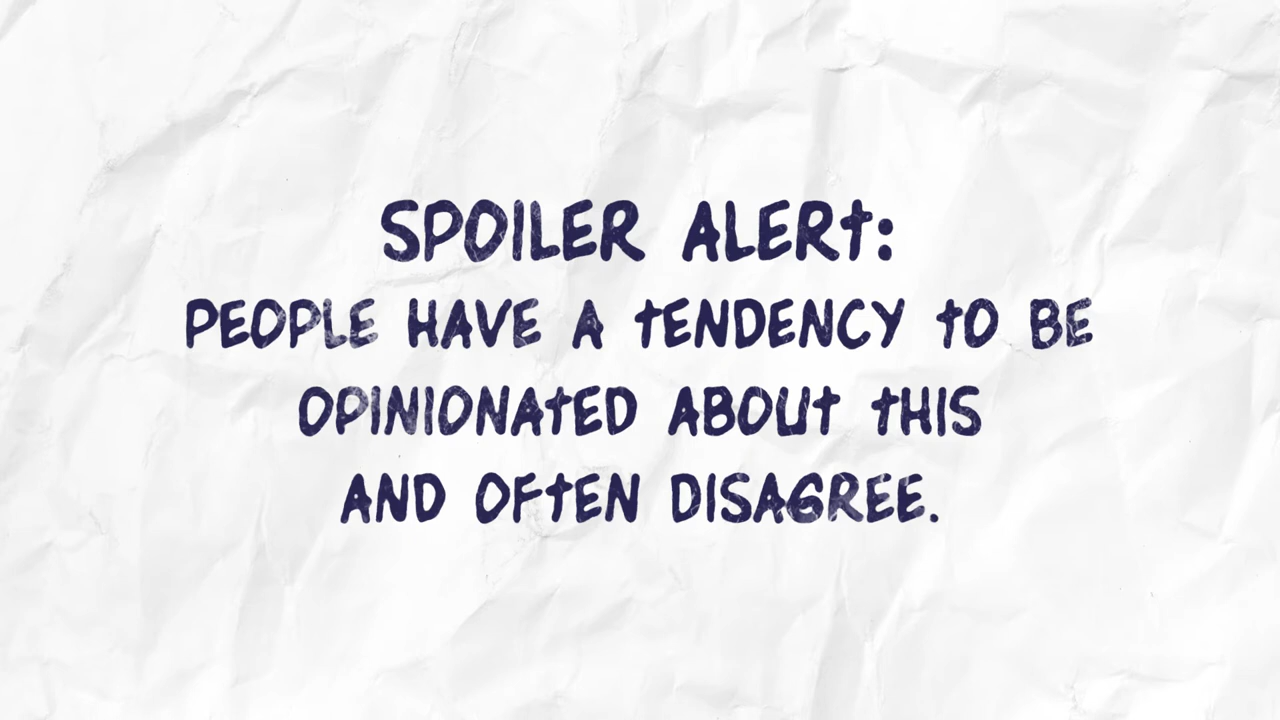 SPOILER ALERT:
PEOPLE HAVE A TENDENCY TO BE
OPINIONATED ABOUT THIS
AND OFTEN DISAGREE.